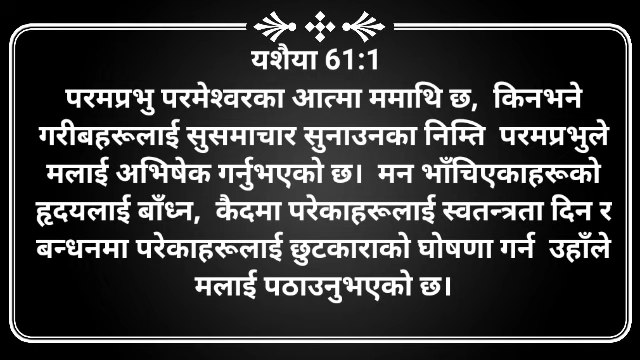 यशैया 61:1
परमप्रभु परमेश्वरका आत्मा ममाथि छ, किनभने
गरीबहरूलाई सुसमाचार सुनाउनका निम्ति परमप्रभुले
मलाई अभिषेक गर्नुभएको छ। मन भाँचिएकाहरूको
हृदयलाई बाँध्न, कैदमा परेकाहरूलाई स्वतन्त्रता दिन र
बन्धनमा परेकाहरूलाई छुटकाराको घोषणा गर्न उहाँले
मलाई पठाउनुभएको छ।